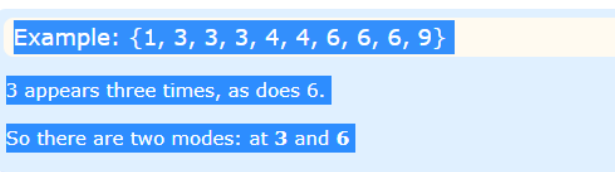 Example: {1, 3, 3, 3, 4, 4, 6, 6, 6, 9}
3 appears three times, as does 6.
So there are two modes: at 3 and 6